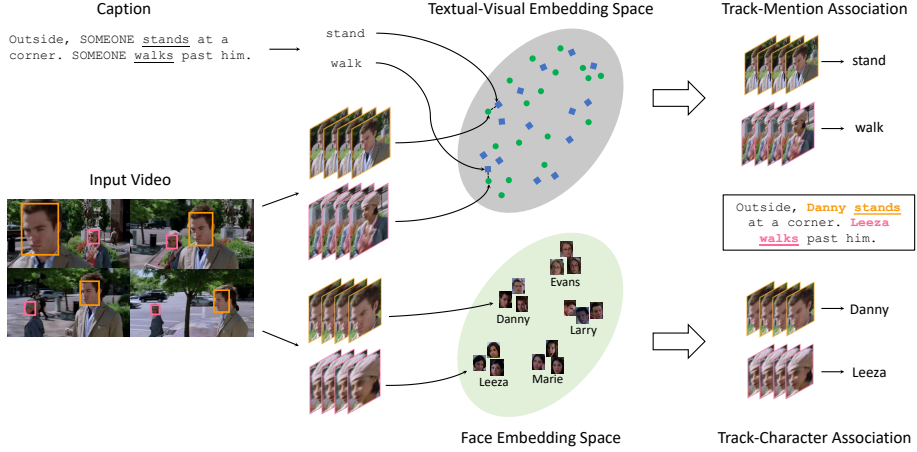 Caption
Textual-Visual Embedding Space
Track-Mention Association
Outside, SOMEONE stands at a
corner. SOMEONE walks past him.
stand
walk
stand
walk
Input Video
Outside, Danny stands
at a corner. Leeza
walks past him.
Evans
Danny
Larry
Leeza
Marie
Danny
Leeza
Face Embedding Space
Track-Character Association